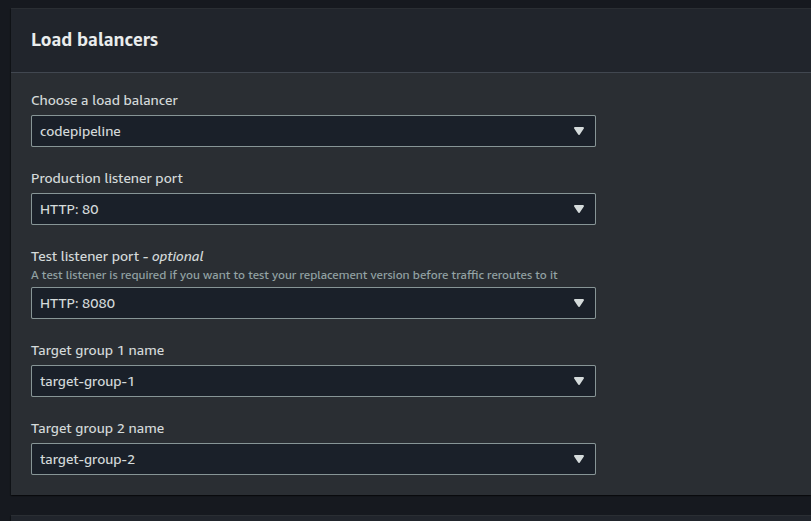 Load balancers
Choose a load balancer
codepipeline
Production listener port
HTTP: 80
Test listener port - optional
A test listener is required if you want to test your replacement version before traffic reroutes to it
HTTP: 8080
Target group 1 name
target-group-1
Target group 2 name
target-group-2